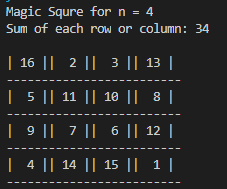 Magic Squre for n = 4
Sum of each row or column: 34
| 16 ||  2 ||  3 || 13 |
---------------------------
|  5 || 11 || 10 ||  8 |
---------------------------
|  9 ||  7 ||  6 || 12 |
---------------------------
|  4 || 14 || 15 ||  1 |
---------------------------